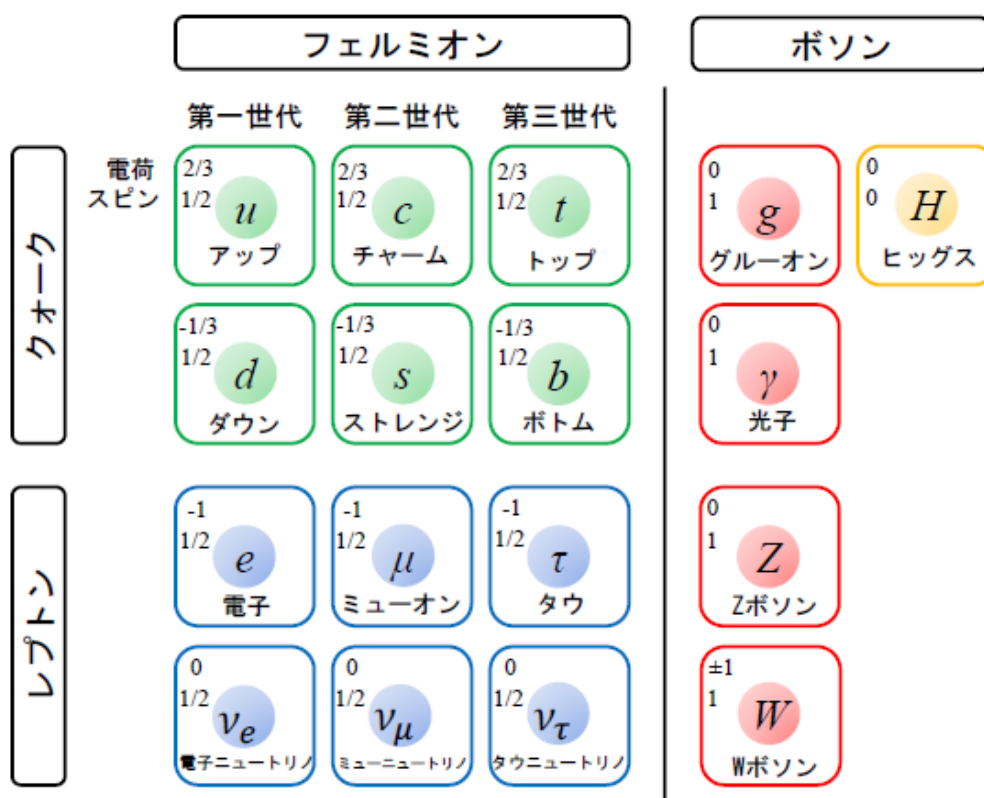 フェルミオン
ボソン
第一世代 第二世代 第三世代
クォーク
電荷
スピン
2/3
1/2
u
アップ
2/3
1/2
c
チャーム
2/3
1/2
t
トップ
0
1
g
グルーオン
0
0
H
ヒッグス
-1/3
1/2
d
ダウン
-1/3
1/2
s
ストレンジ
-1/3
1/2
b
ボトム
0
1
γ
光子
レプトン
-1
1/2
e
電子
-1
1/2
μ
ミューオン
-1
1/2
τ
タウ
0
1
Z
Zボソン
0
1/2
νe
電子ニュートリノ
0
1/2
νμ
ミューニュートリノ
0
1/2
ντ
タウニュートリノ
±1
1
W
Wボソン